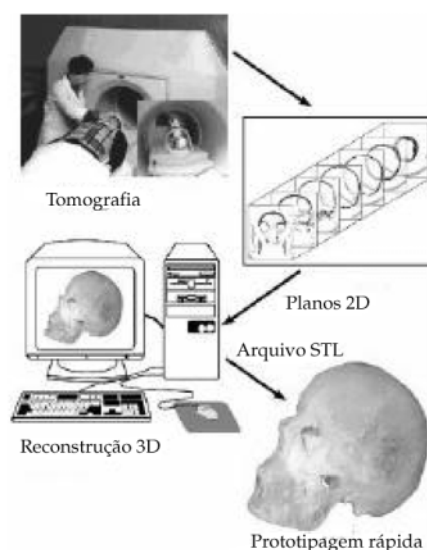 Tomografia
Planos 2D
Arquivo STL
Reconstrução 3D
Prototipagem rápida